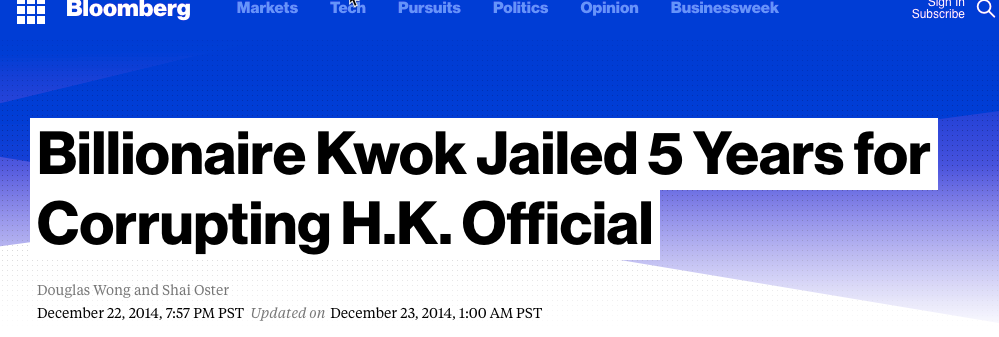 Bloomberg Markets Tech Pursuits Politics Opinion Businessweek Sign In
Subscribe
Billionaire Kwok Jailed 5 Years for
Corrupting H.K. Official
Douglas Wong and Shai Oster
December 22, 2014, 7:57 PM PST Updated on December 23, 2014, 1:00 AM PST